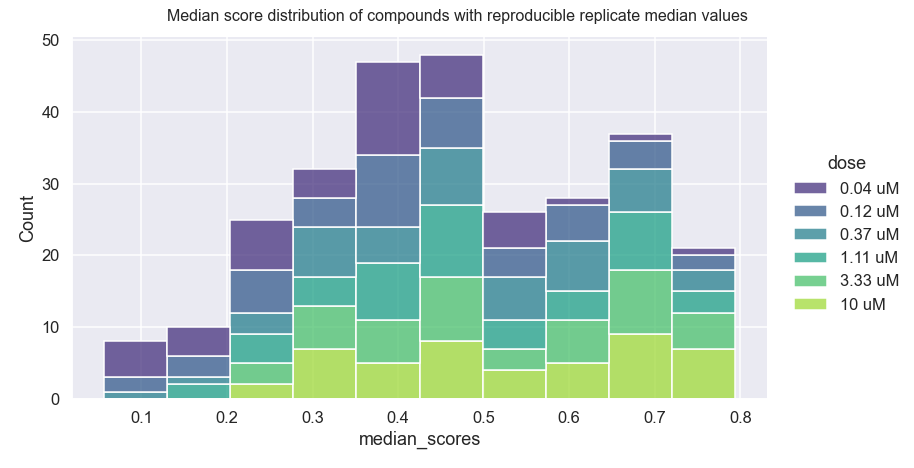 Median score distribution of compounds with reproducible replicate median values
50
40
30
20
10
0
Count
0.1 0.2 0.3 0.4 0.5 0.6 0.7 0.8
median_scores
dose
0.04 uM
0.12 uM
0.37 uM
1.11 uM
3.33 uM
10 uM